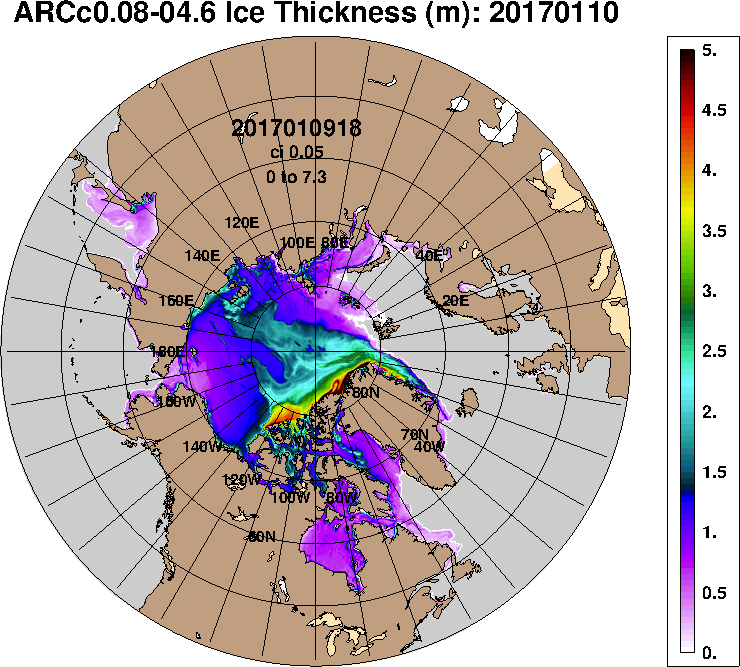 ARCc0.08-04.6 Ice Thickness (m): 20170110
2017010918
ci 0.05
0 to 7.3
120E
100E
80E
140E
40E
160E
20E
180E
160W
80N
140W
70N
40W
120W
100W
80W
60N
5.
4.5
4.
3.5
3.
2.5
2.
1.5
1.
0.5
0.